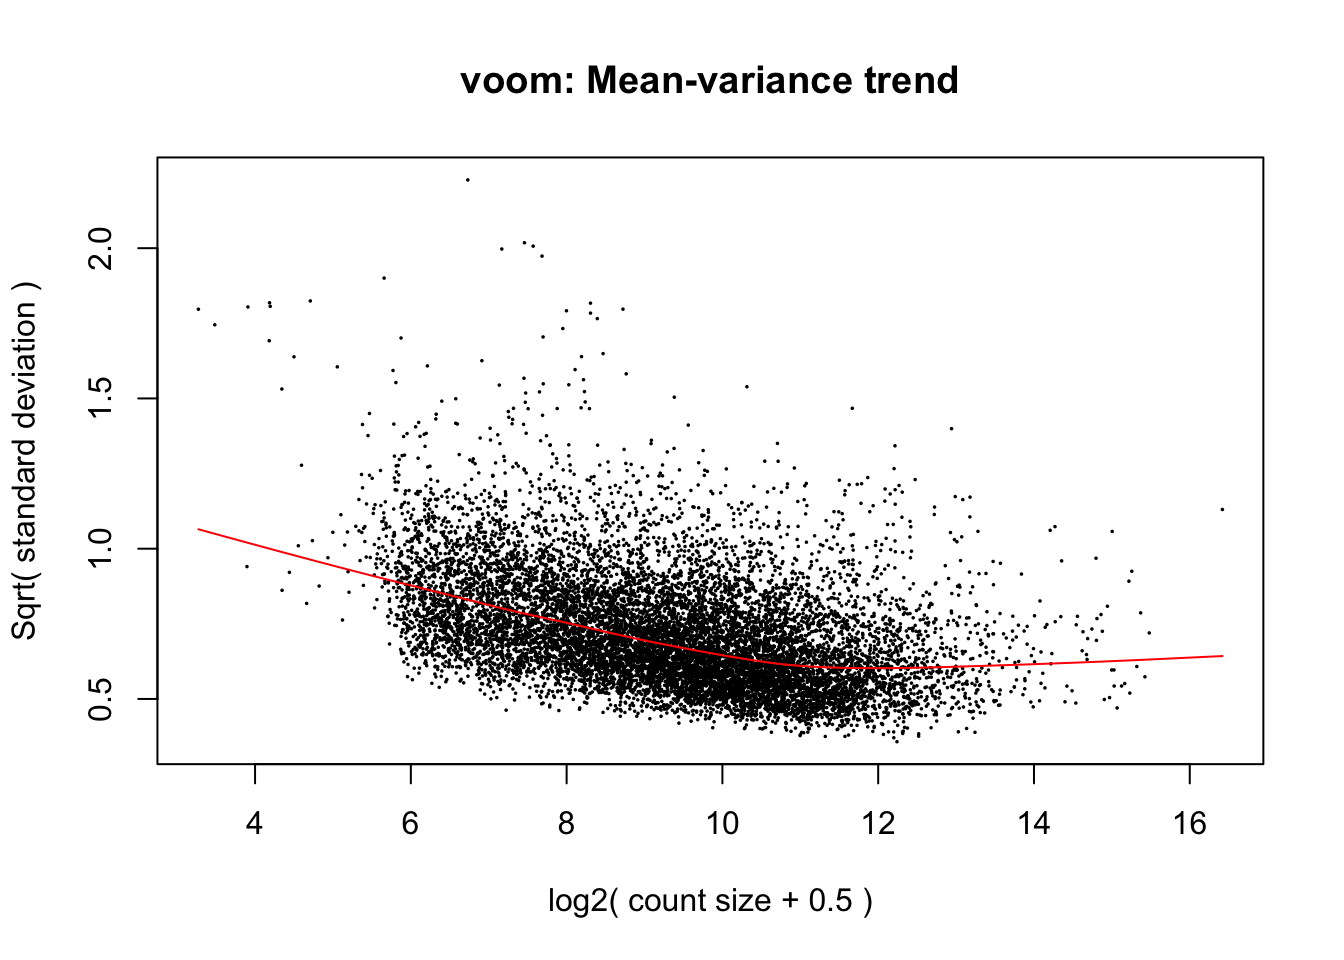 voom: Mean-variance trend
Sqrt( standard deviation )
2.0
1.5
1.0
0.5
4 6 8 10 12 14 16
log2( count size + 0.5 )